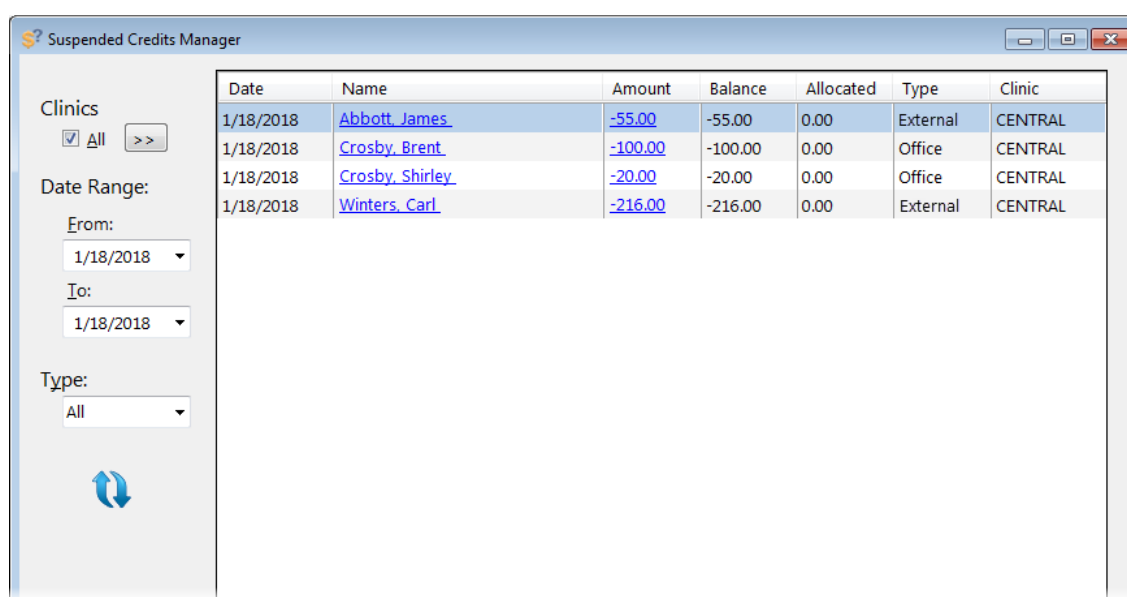 $? Suspended Credits Manager
Clinics
All >>
Date Range:
From:
1/18/2018
To:
1/18/2018
Type:
All
Date Name Amount Balance Allocated Type Clinic
1/18/2018 Abbott, James -55.00 -55.00 0.00 External CENTRAL
1/18/2018 Crosby, Brent -100.00 -100.00 0.00 Office CENTRAL
1/18/2018 Crosby, Shirley -20.00 -20.00 0.00 Office CENTRAL
1/18/2018 Winters, Carl -216.00 -216.00 0.00 External CENTRAL